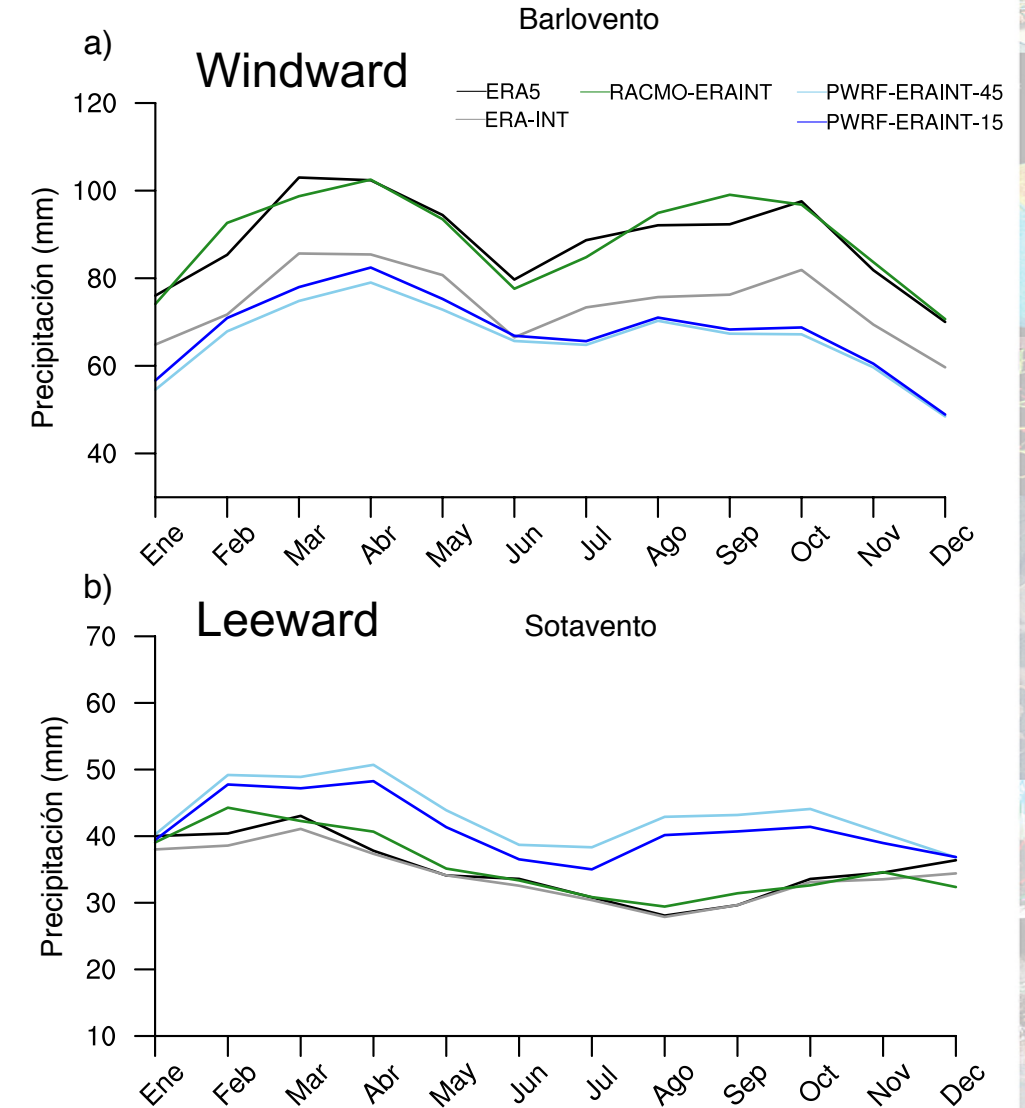 Barlovento
a)
Windward
ERA5
RACMO-ERAINT
PWRF-ERAINT-45
ERA-INT
PWRF-ERAINT-15
Precipitación (mm)
120
100
80
60
40
Ene Feb Mar Abr May Jun Jul Ago Sep Oct Nov Dec
b)
Leeward
Sotavento
Precipitación (mm)
70
60
50
40
30
20
10
Ene Feb Mar Abr May Jun Jul Ago Sep Oct Nov Dec